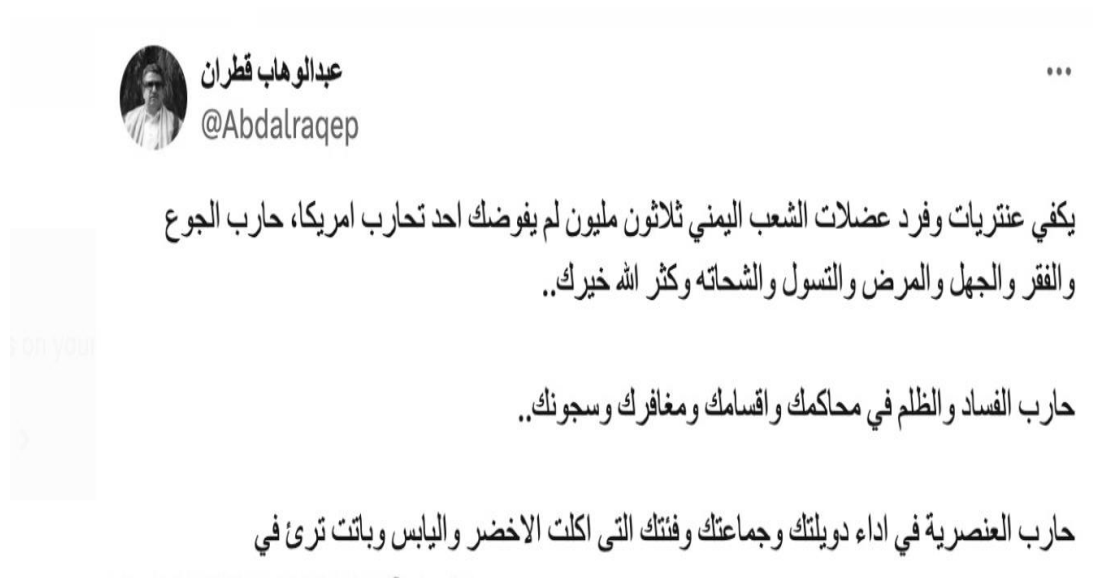 عبدالوهاب قطران
@Abdalraqep
يكفي عنتريات وفرد عضلات الشعب اليمني ثلاثون مليون لم يفوضك احد تحارب امريكا، حارب الجوع
والفقر والجهل والمرض والتسول والشحاته وكثر الله خيرك..
حارب الفساد والظلم في محاكمك واقسامك ومغافرك وسجونك..
حارب العنصرية في اداء دويلتك وجماعتك وفئتك التى اكلت الاخضر واليابس وباتت ترئ في
s on your